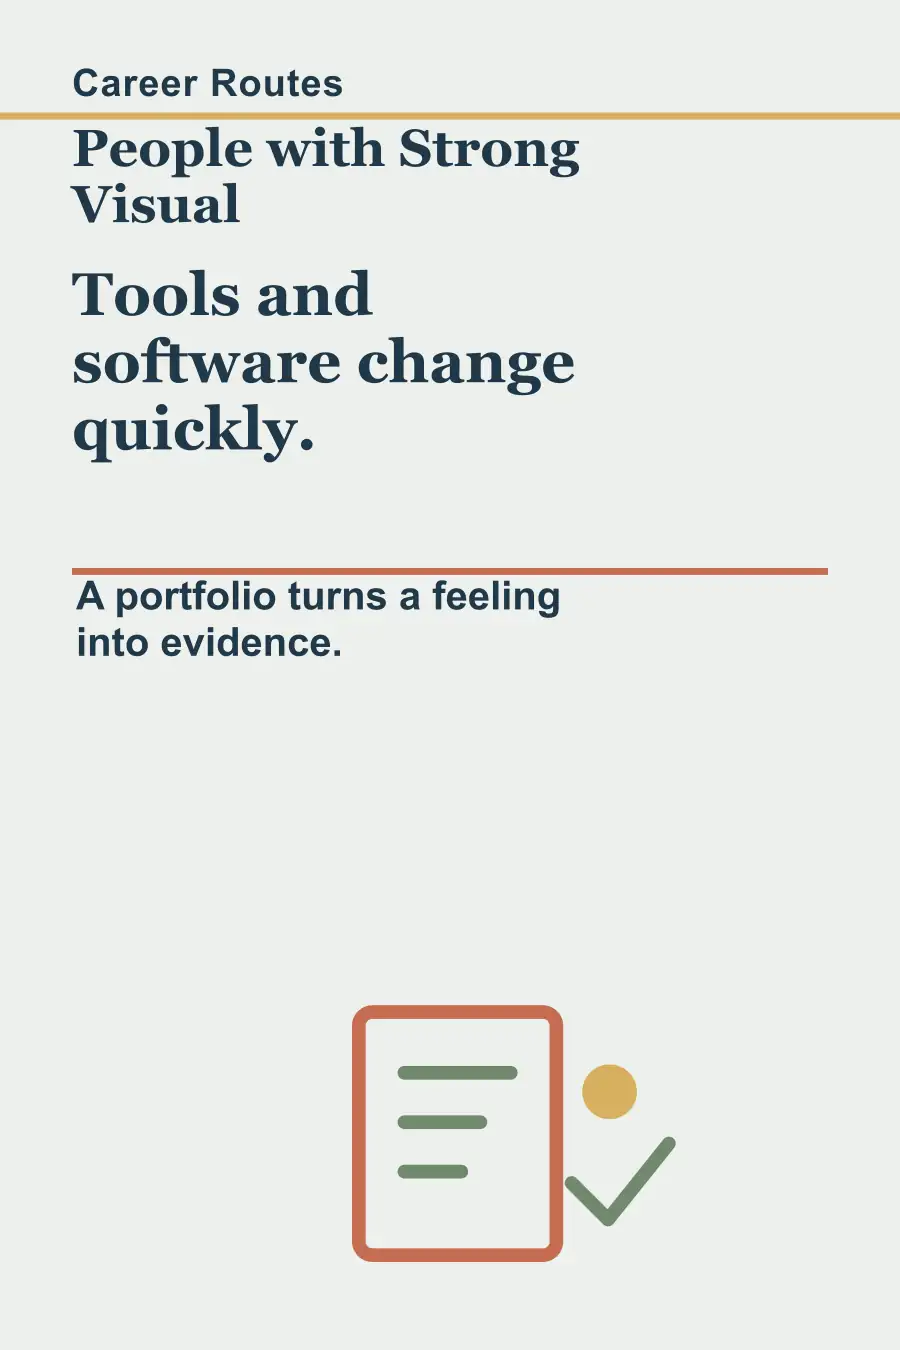 Career Routes
People with Strong
Visual
Tools and
software change
quickly.
A portfolio turns a feeling
into evidence.